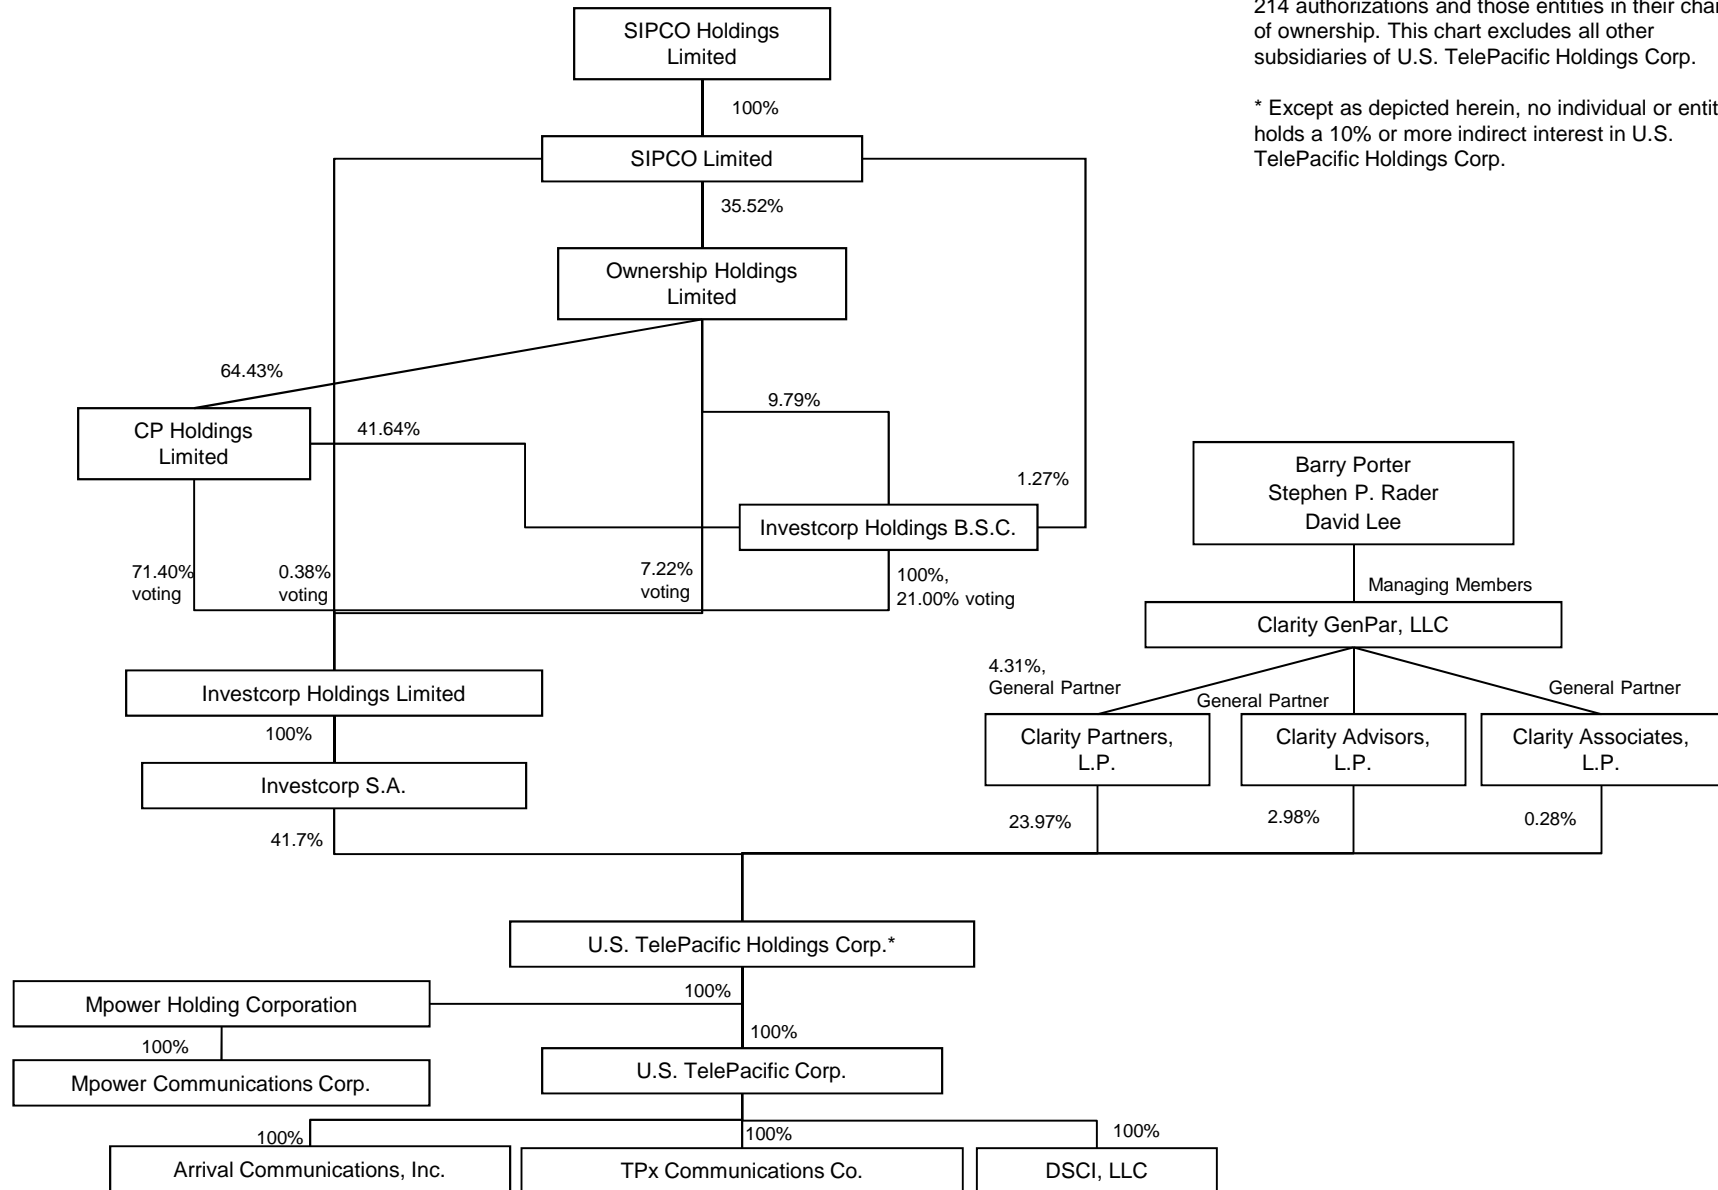 214 authorizations and those entities in their chai
of ownership. This chart excludes all other
subsidiaries of U.S. TelePacific Holdings Corp.
* Except as depicted herein, no individual or entit
holds a 10% or more indirect interest in U.S.
TelePacific Holdings Corp.
SIPCO Holdings
Limited
100%
SIPCO Limited
35.52%
Ownership Holdings
Limited
64.43%
9.79%
CP Holdings
Limited
41.64%
1.27%
Investcorp Holdings B.S.C.
Barry Porter
Stephen P. Rader
David Lee
71.40%
voting
0.38%
voting
7.22%
voting
100%,
21.00% voting
Managing Members
Clarity GenPar, LLC
4.31%,
General Partner
General Partner
General Partner
Investcorp Holdings Limited
100%
Clarity Partners,
L.P.
Clarity Advisors,
L.P.
Clarity Associates,
L.P.
Investcorp S.A.
41.7%
23.97%
2.98%
0.28%
U.S. TelePacific Holdings Corp.*
Mpower Holding Corporation
100%
100%
100%
Mpower Communications Corp.
U.S. TelePacific Corp.
100%
100%
100%
Arrival Communications, Inc.
TPx Communications Co.
DSCI, LLC